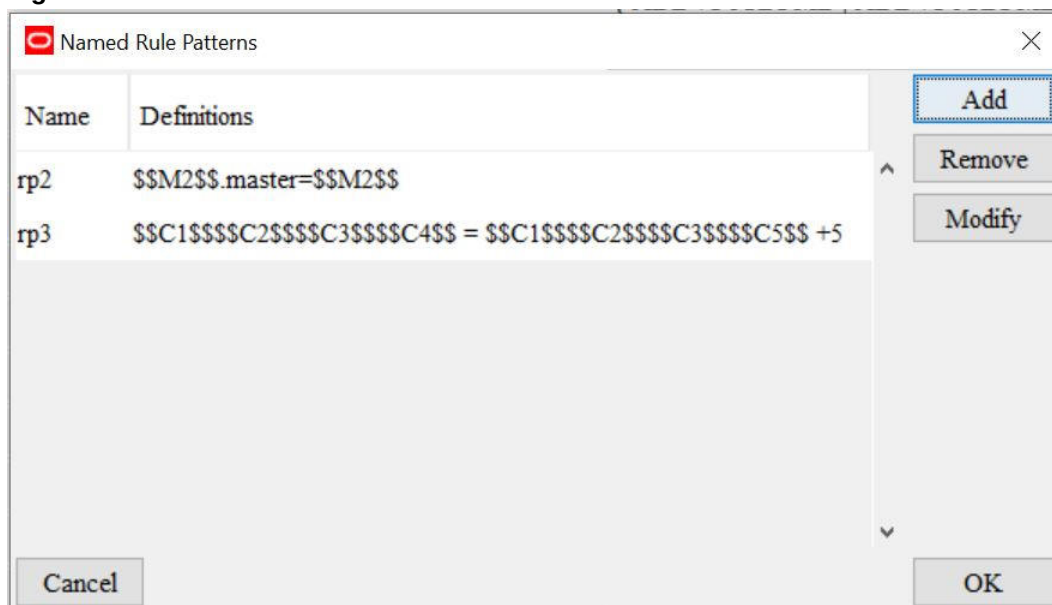 Named Rule Patterns
Name Definitions
Add
rp2 $$M2$$.master=$$M2$$
Remove
rp3 $$C1$$$$C2$$$$C3$$$$C4$$ = $$C1$$$$C2$$$$C3$$$$C5$$ +5
Modify
Cancel
OK